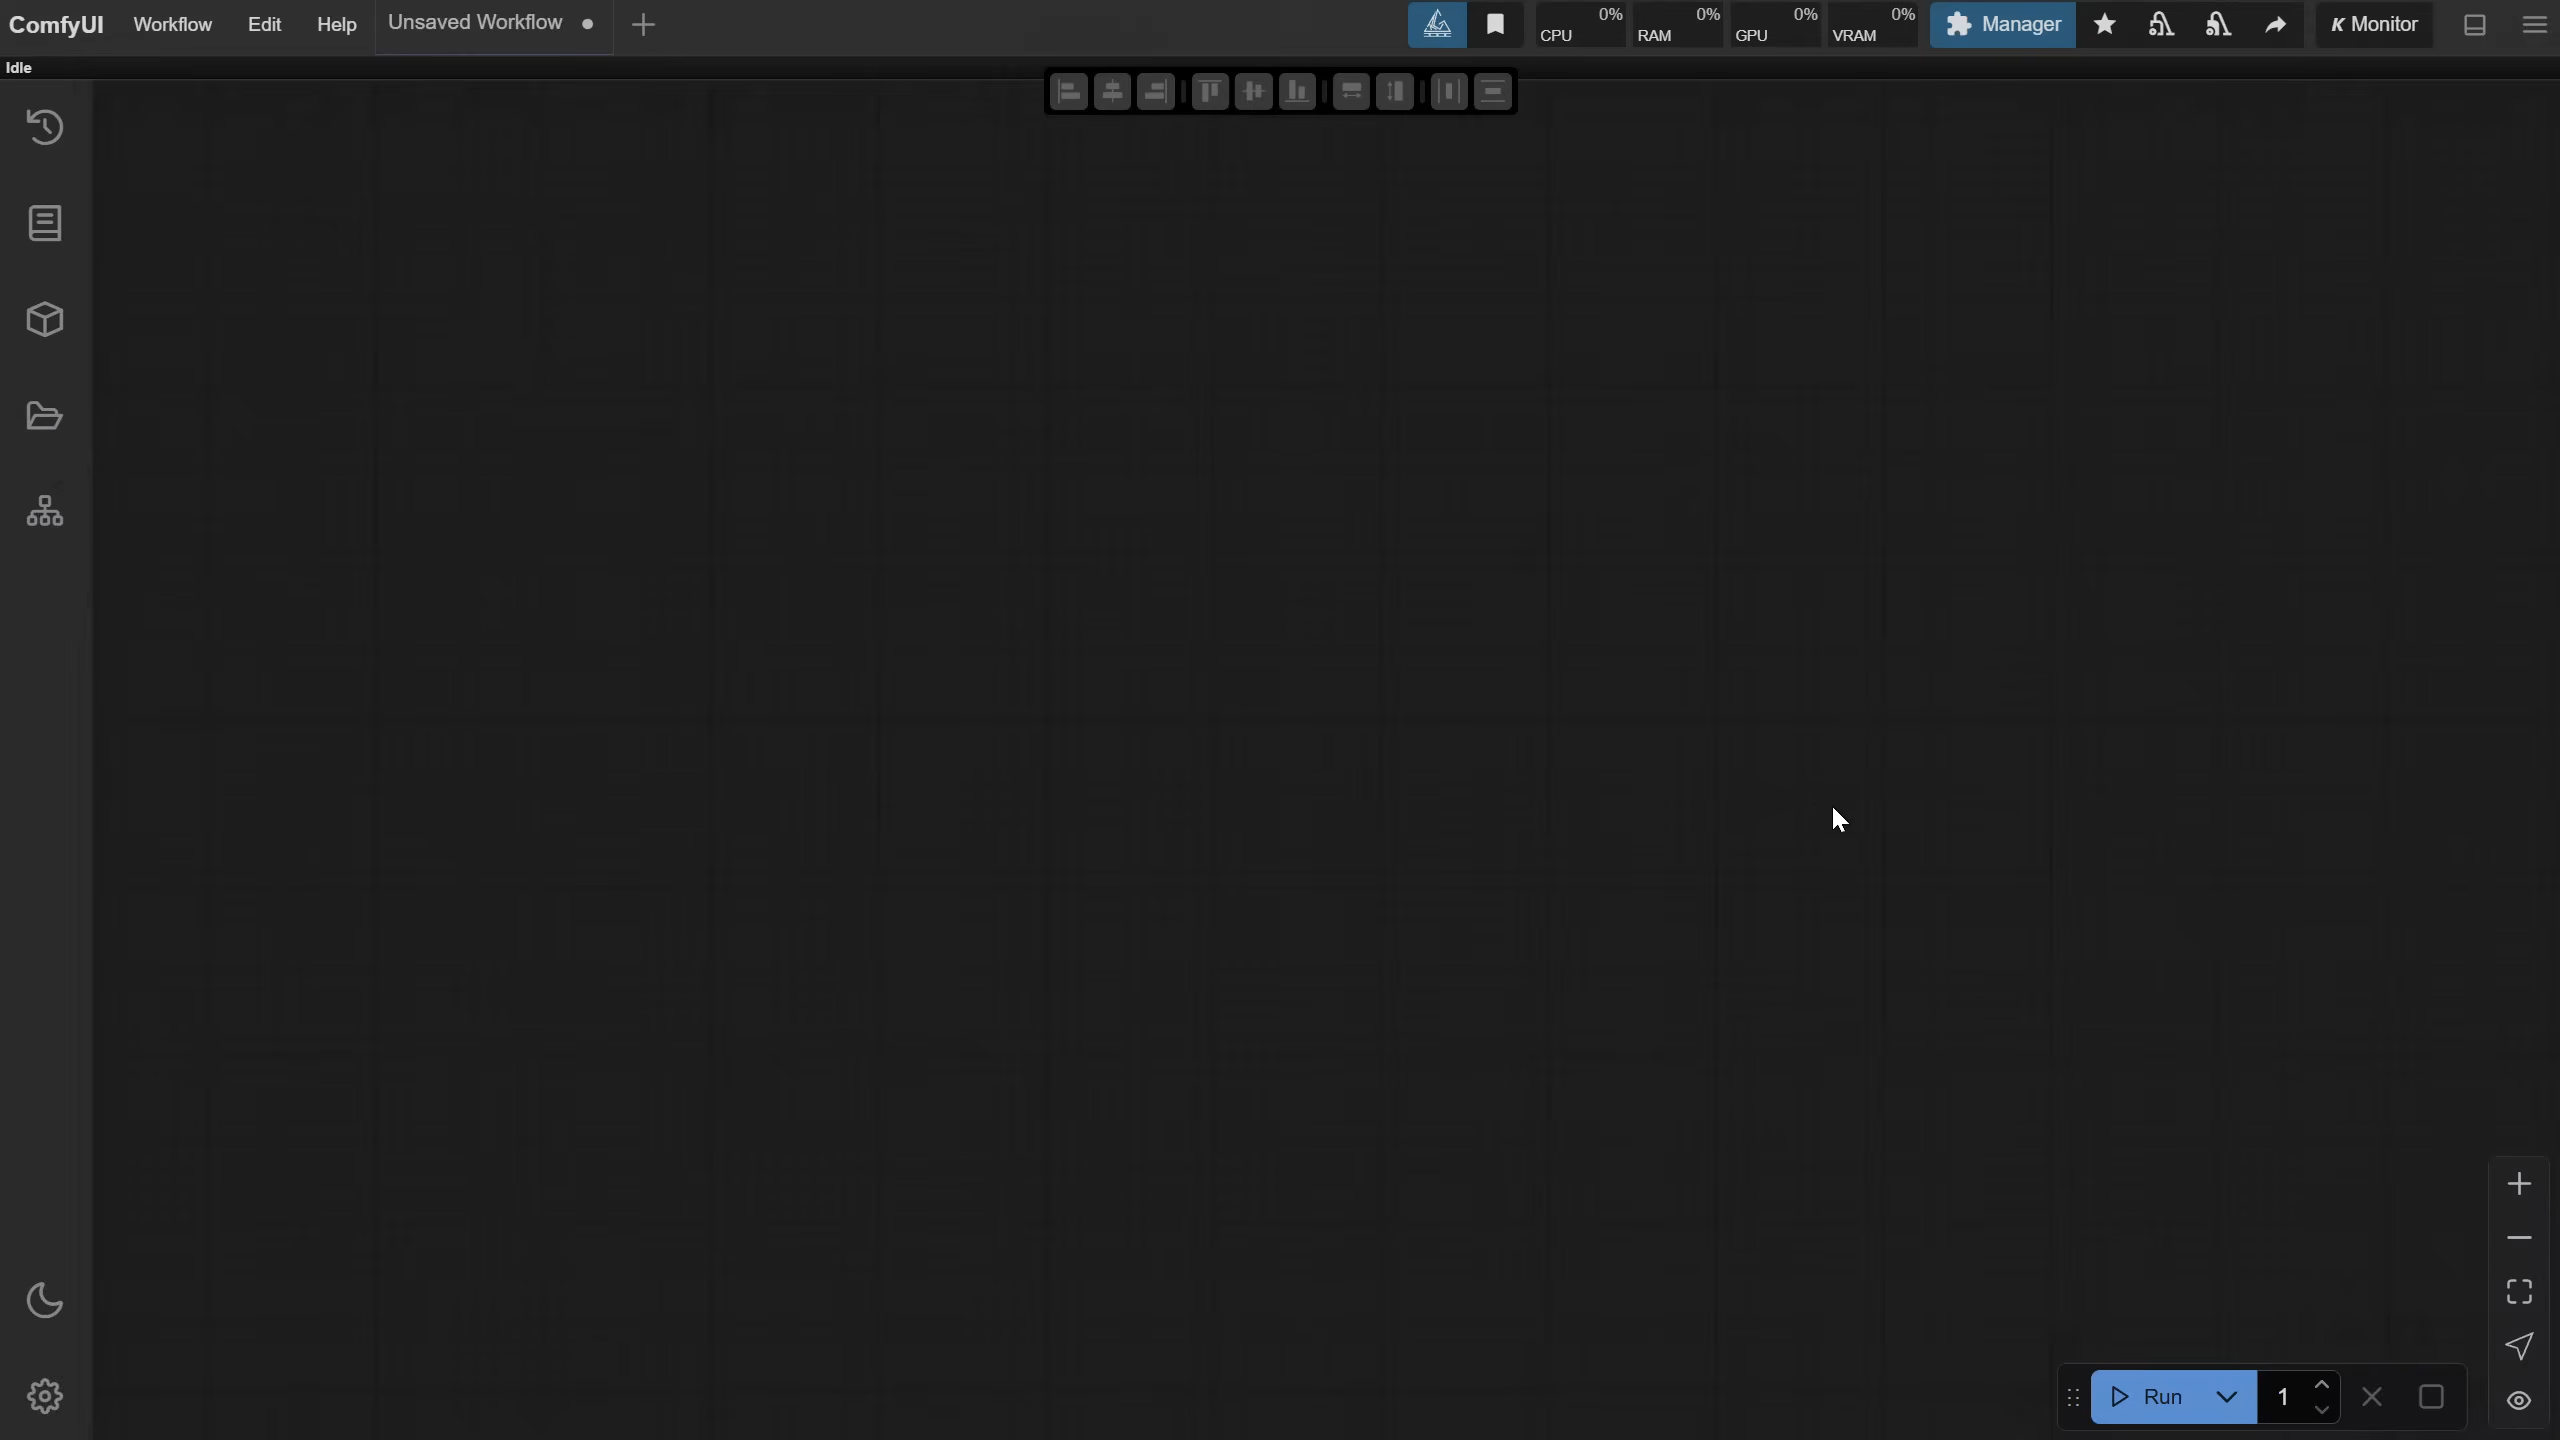 ComfyUI Workflow Edit Help Unsaved Workflow CPU 0% RAM 0% GPU 0% VRAM 0% Manager K Monitor
Idle
Run 1